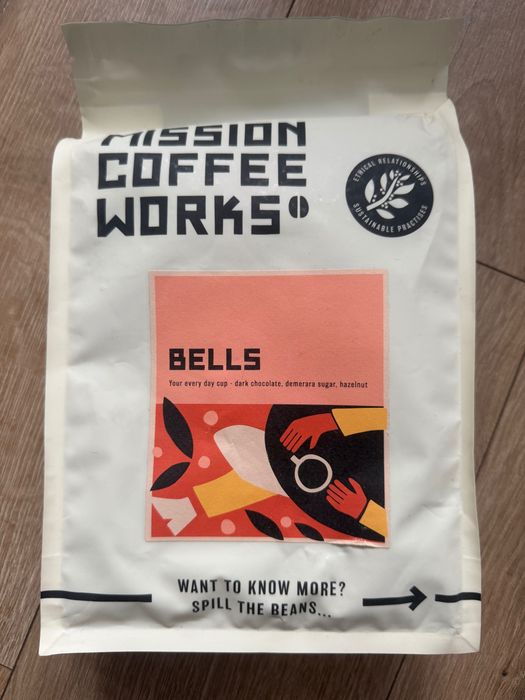 MISSION
COFFEE
WORKS
ETHICAL RELATIONSHIPS
SUSTAINABLE PRACTISES
BELLS
Your every day cup - dark chocolate, demerara sugar, hazelnut
WANT TO KNOW MORE?
SPILL THE BEANS...